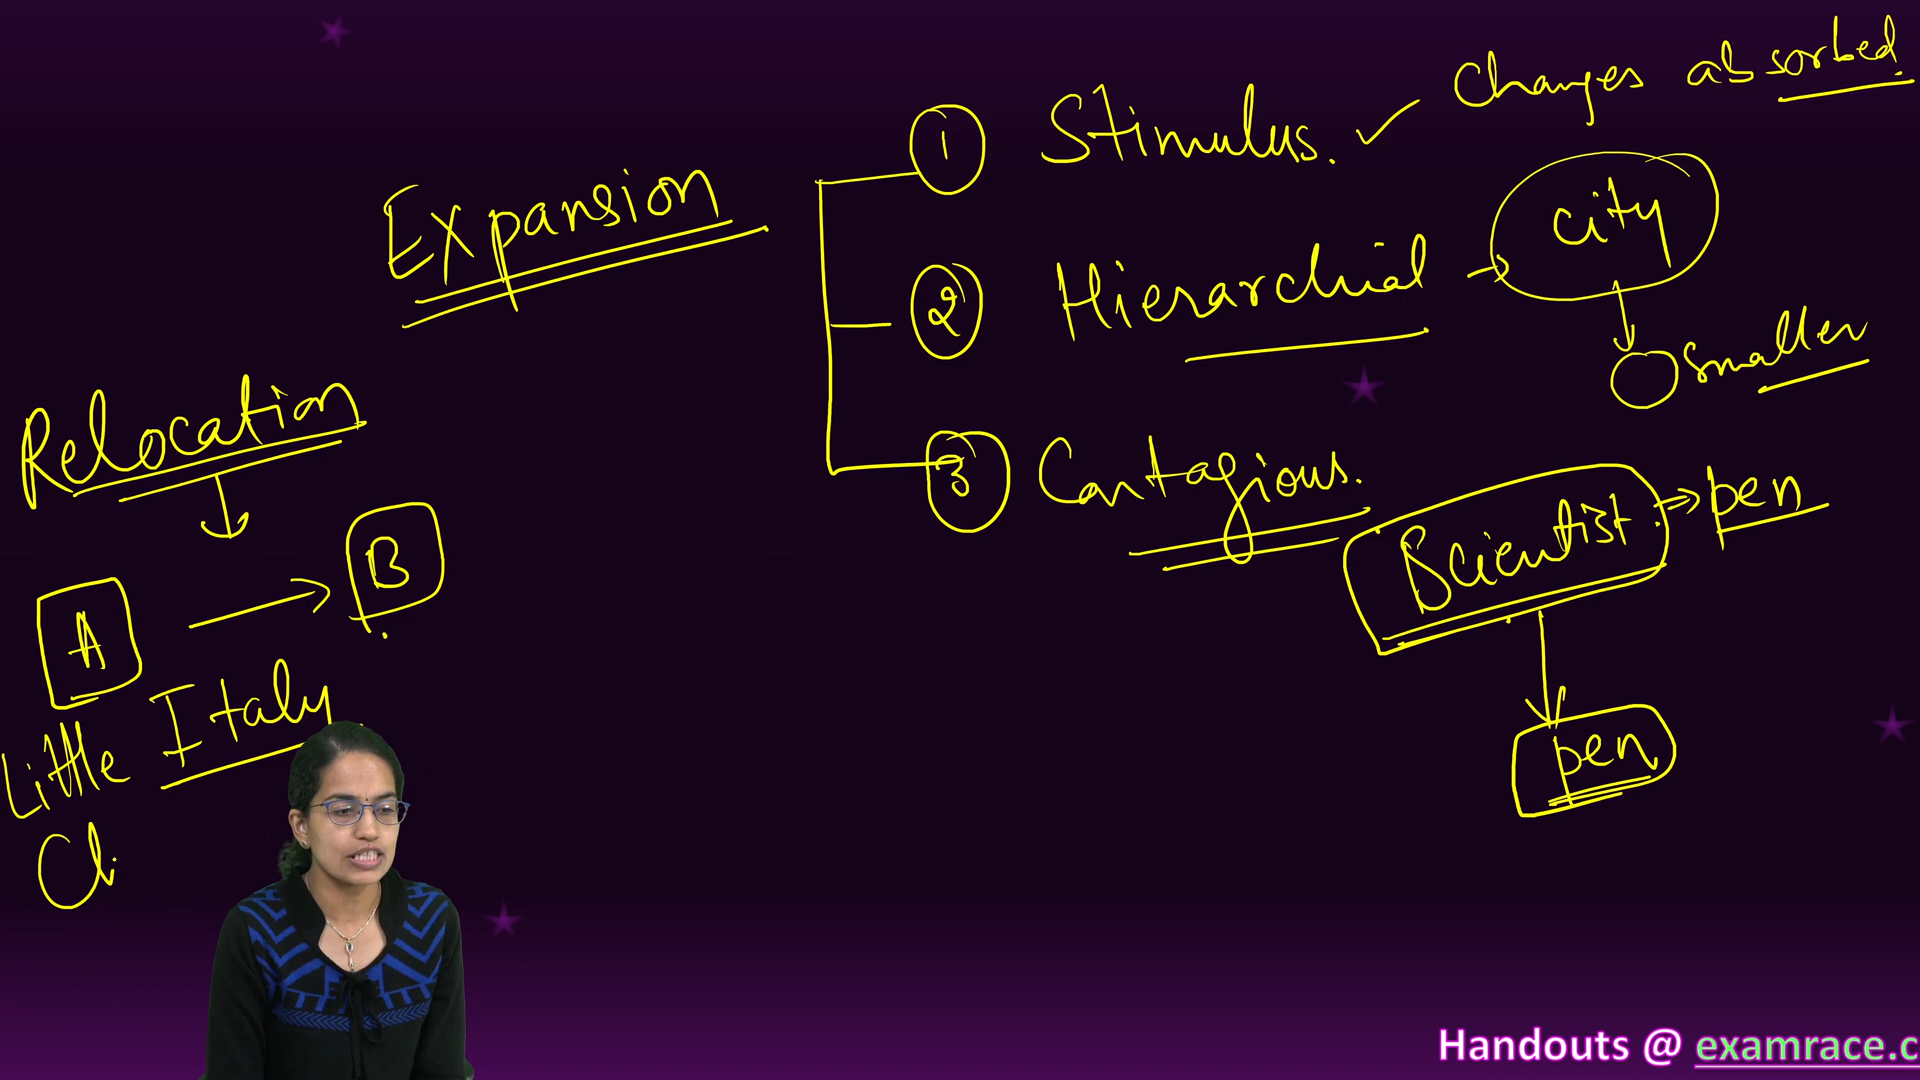 Expansion
① Stimulus. ✓ Changes absorbed.
② Hierarchial → City
smaller
③ Contagious.
Scientist. → pen
pen
Relocation
A → B
Little Italy
Handouts @ examrace.c